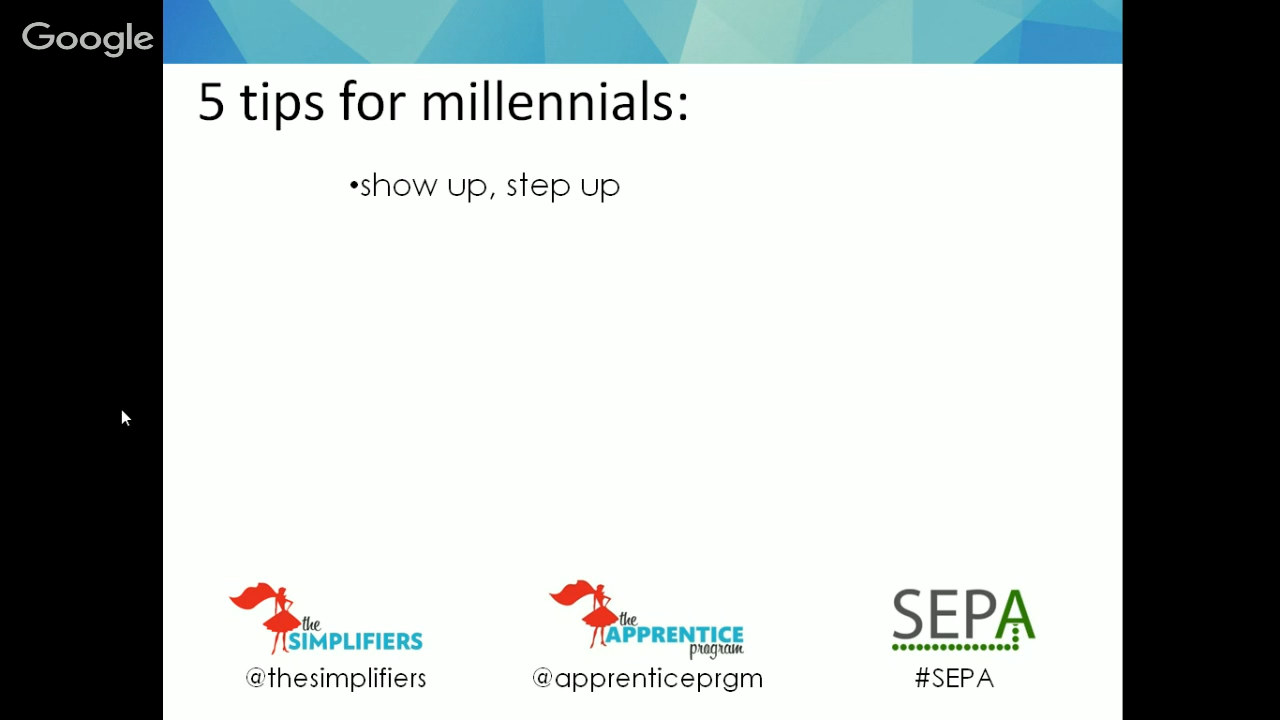 Google
5 tips for millennials:
•show up, step up
the
SIMPLIFIERS
@thesimplifiers
the
APPRENTICE
program
@apprenticeprgm
SEPA
#SEPA